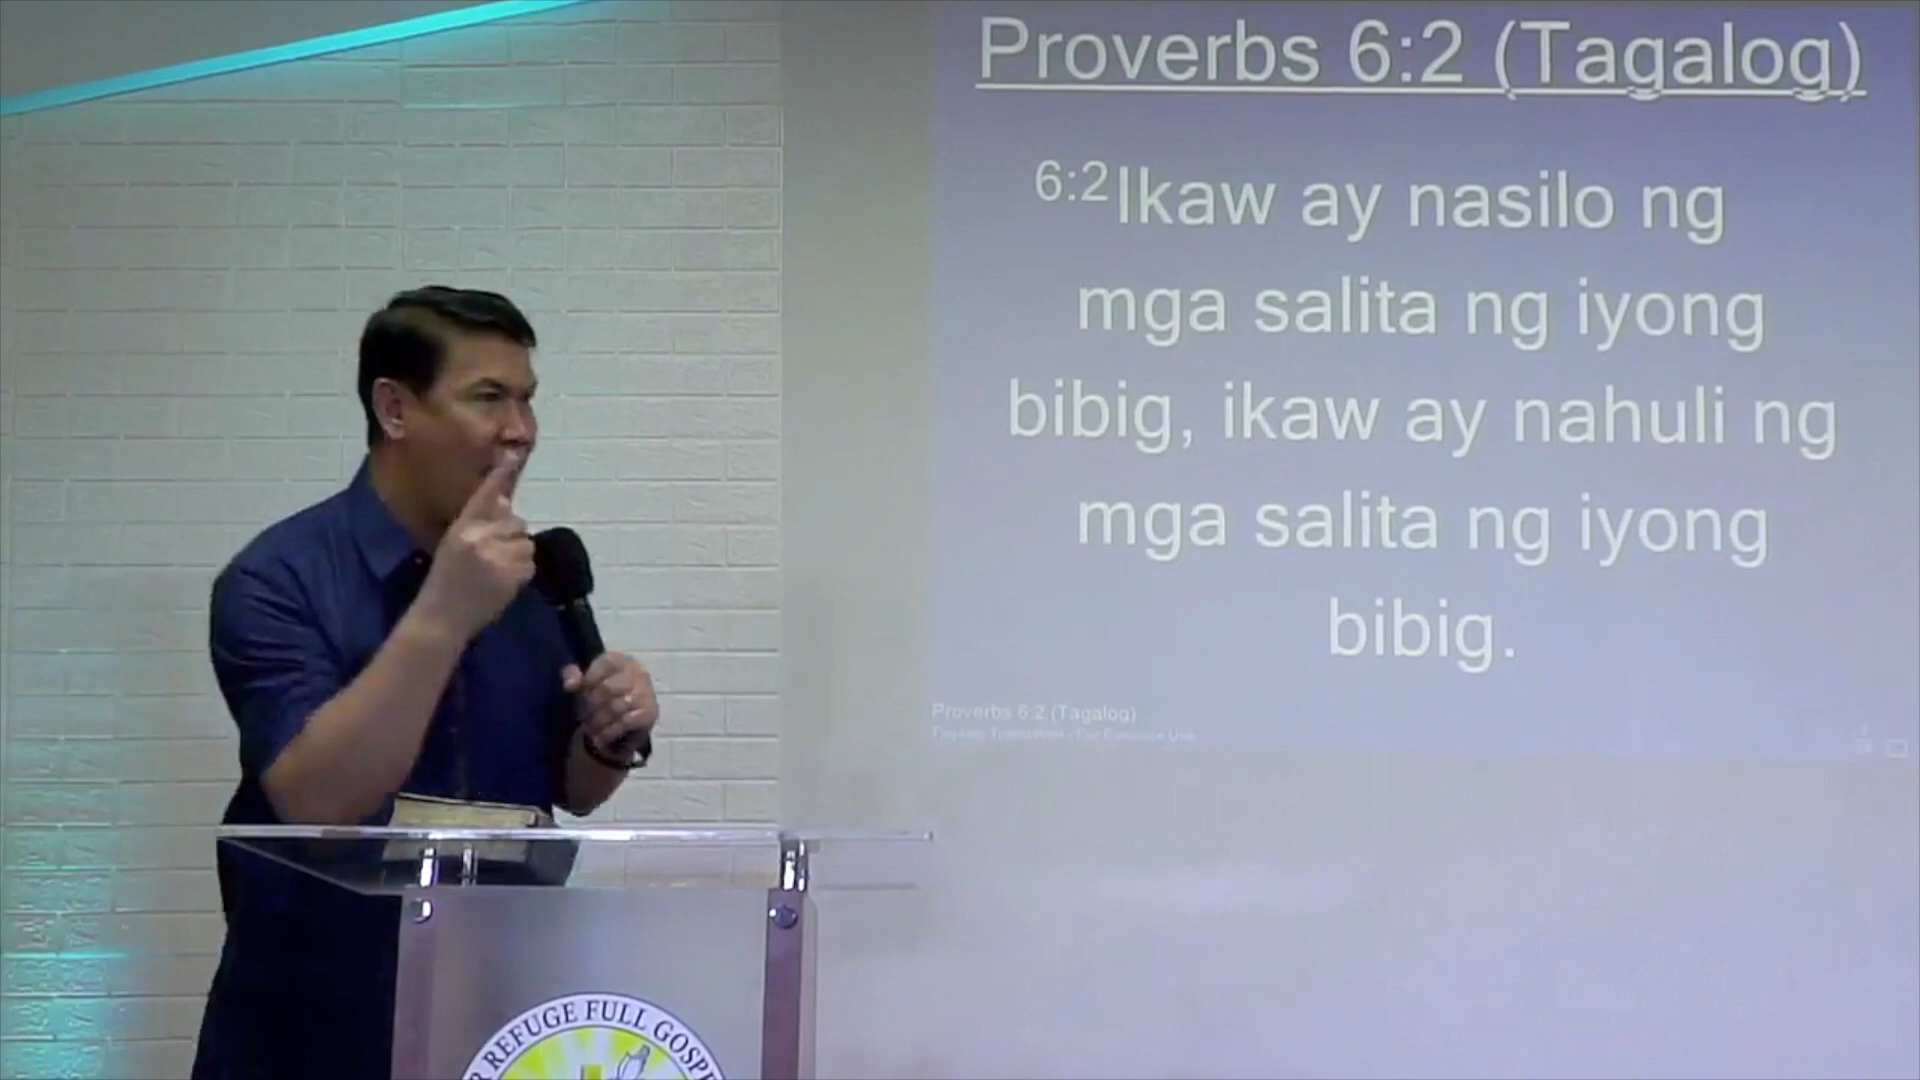 Proverbs 6:2 (Tagalog)
6:2Ikaw ay nasilo ng
mga salita ng iyong
bibig, ikaw ay nahuli ng
mga salita ng iyong
bibig.
Proverbs 6:2 (Tagalog)
REFUGE FULL GOSPE